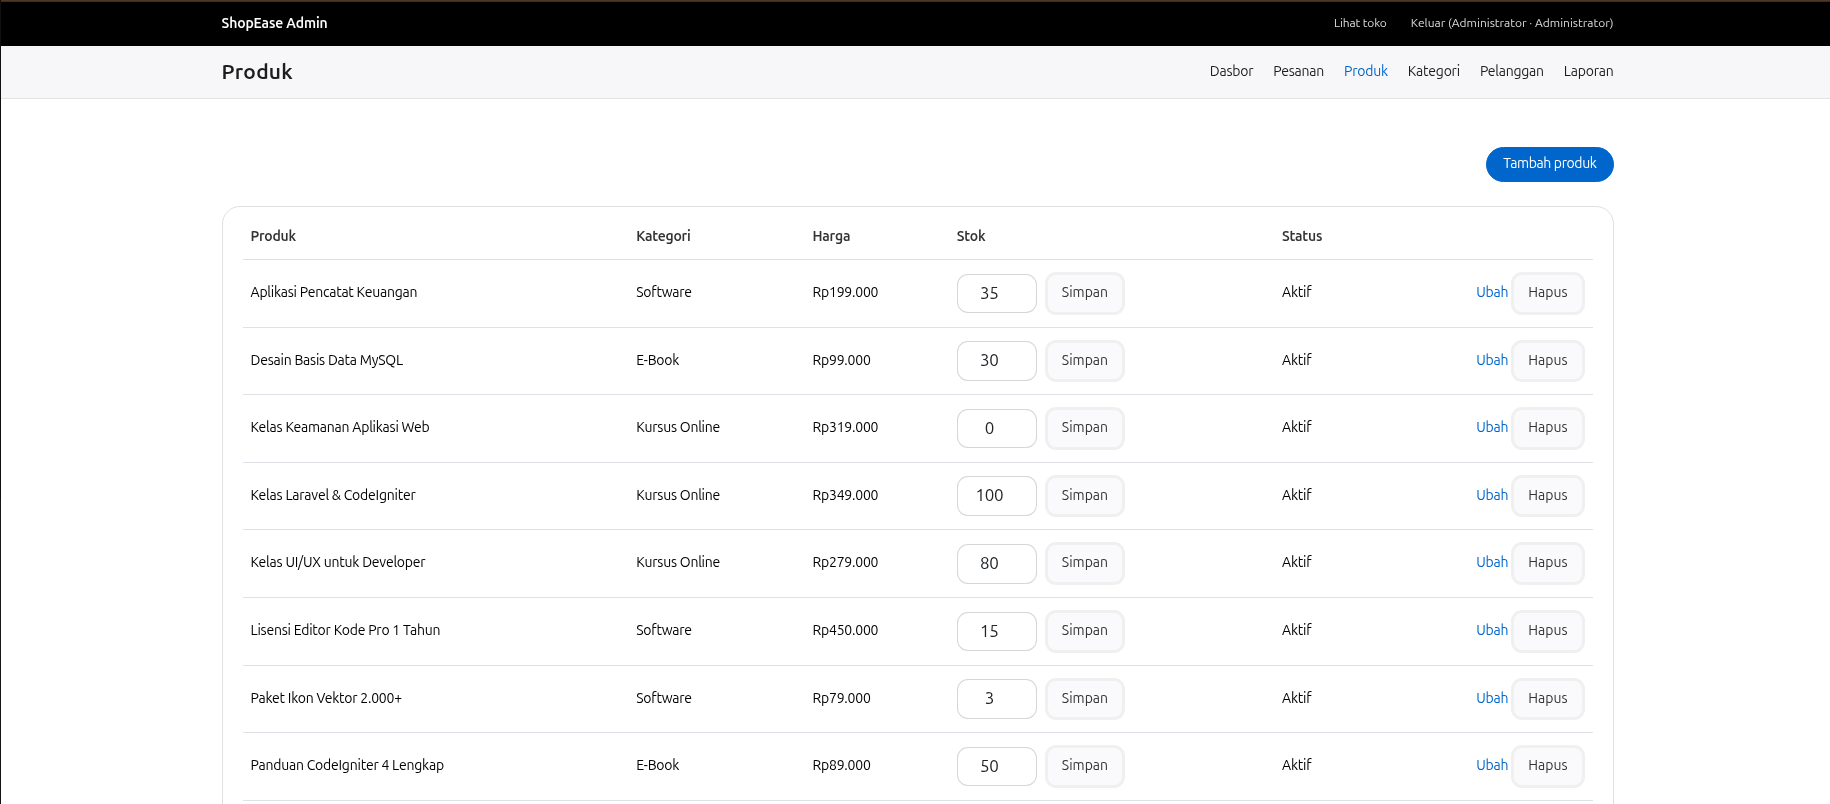 ShopEase Admin Lihat toko Keluar (Administrator · Administrator)
Produk Dasbor Pesanan Produk Kategori Pelanggan Laporan
Tambah produk
Produk Kategori Harga Stok Status
Aplikasi Pencatat Keuangan Software Rp199.000 35 Simpan Aktif Ubah Hapus
Desain Basis Data MySQL E-Book Rp99.000 30 Simpan Aktif Ubah Hapus
Kelas Keamanan Aplikasi Web Kursus Online Rp319.000 0 Simpan Aktif Ubah Hapus
Kelas Laravel & CodeIgniter Kursus Online Rp349.000 100 Simpan Aktif Ubah Hapus
Kelas UI/UX untuk Developer Kursus Online Rp279.000 80 Simpan Aktif Ubah Hapus
Lisensi Editor Kode Pro 1 Tahun Software Rp450.000 15 Simpan Aktif Ubah Hapus
Paket Ikon Vektor 2.000+ Software Rp79.000 3 Simpan Aktif Ubah Hapus
Panduan CodeIgniter 4 Lengkap E-Book Rp89.000 50 Simpan Aktif Ubah Hapus